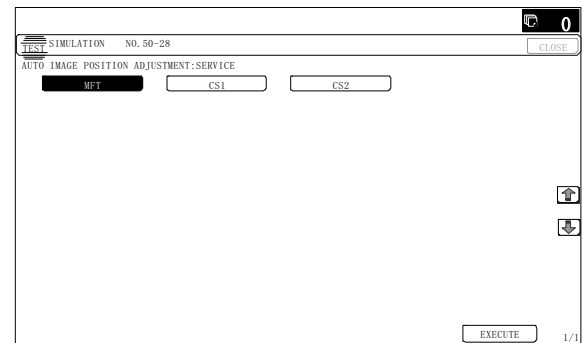 0
TEST SIMULATION NO.50-28 CLOSE
AUTO IMAGE POSITION ADJUSTMENT:SERVICE
MFT CS1 CS2
EXECUTE 1/1